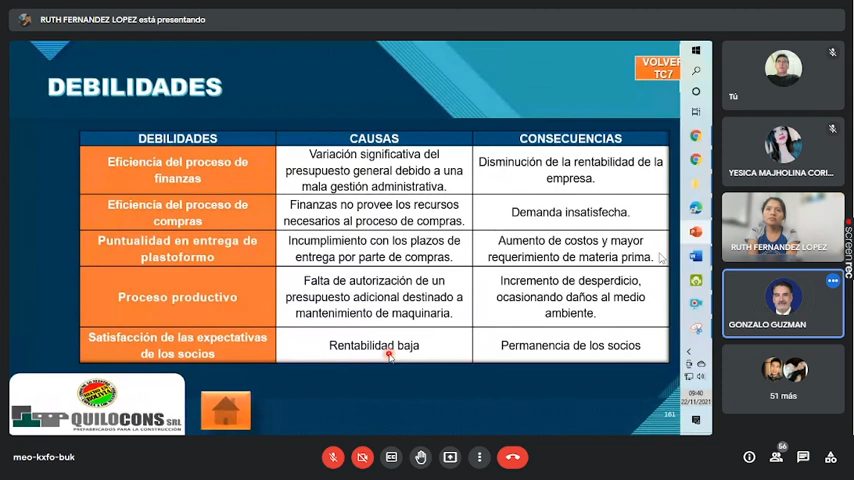 RUTH FERNANDEZ LOPEZ está presentando
DEBILIDADES
VOLVER
TC7
DEBILIDADES
CAUSAS
CONSECUENCIAS
Eficiencia del proceso de
finanzas
Variación significativa del
presupuesto general debido a una
mala gestión administrativa.
Disminución de la rentabilidad de la
empresa.
Eficiencia del proceso de
compras
Finanzas no provee los recursos
necesarios al proceso de compras.
Demanda insatisfecha.
Puntualidad en entrega de
plastoformo
Incumplimiento con los plazos de
entrega por parte de compras.
Aumento de costos y mayor
requerimiento de materia prima.
Proceso productivo
Falta de autorización de un
presupuesto adicional destinado a
mantenimiento de maquinaria.
Incremento de desperdicio,
ocasionando daños al medio
ambiente.
Satisfacción de las expectativas
de los socios
Rentabilidad baja
Permanencia de los socios
QUILOCONS SRL
PREFABRICADOS PARA LA CONSTRUCCIÓN
161
09:40
22/11/2021
Tú
YESICA MAJHOLINA CORI...
RUTH FERNANDEZ LOPEZ
GONZALO GUZMAN
51 más
screenrec
meo-kxfo-buk
56